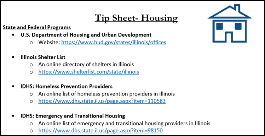 Tip Sheet- Housing
State and Federal Programs
• U.S. Department of Housing and Urban Development
o Website: https://www.hud.gov/states/illinois/offices
• Illinois Shelter List
o An online directory of shelters in Illinois
o https://www.shelterlist.com/state/illinois
• IDHS: Homeless Prevention Providers
o An online list of homeless prevention providers in Illinois
o https://www.dhs.state.il.us/page.aspx?item=110563
• IDHS: Emergency and Transitional Housing
o An online list of emergency and transitional housing providers in Illinois
o https://www.dhs.state.il.us/page.aspx?item=98150